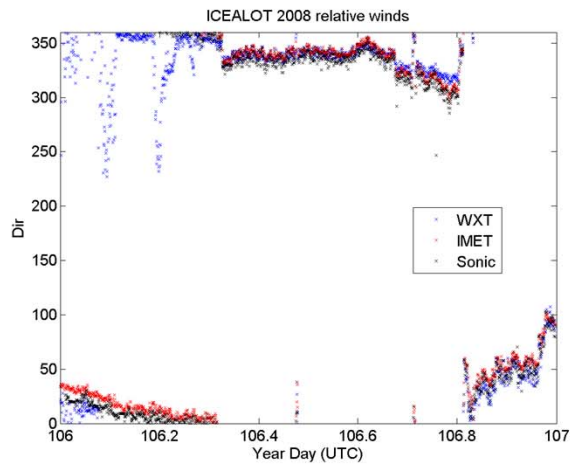 ICEALOT 2008 relative winds
350
300
250
200
150
100
50
0
Dir
WXT
IMET
Sonic
106 106.2 106.4 106.6 106.8 107
Year Day (UTC)